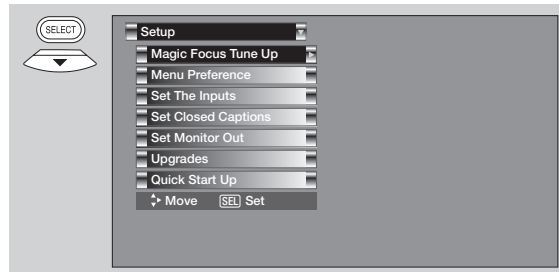 SELECT
Setup
Magic Focus Tune Up
Menu Preference
Set The Inputs
Set Closed Captions
Set Monitor Out
Upgrades
Quick Start Up
Move SEL Set